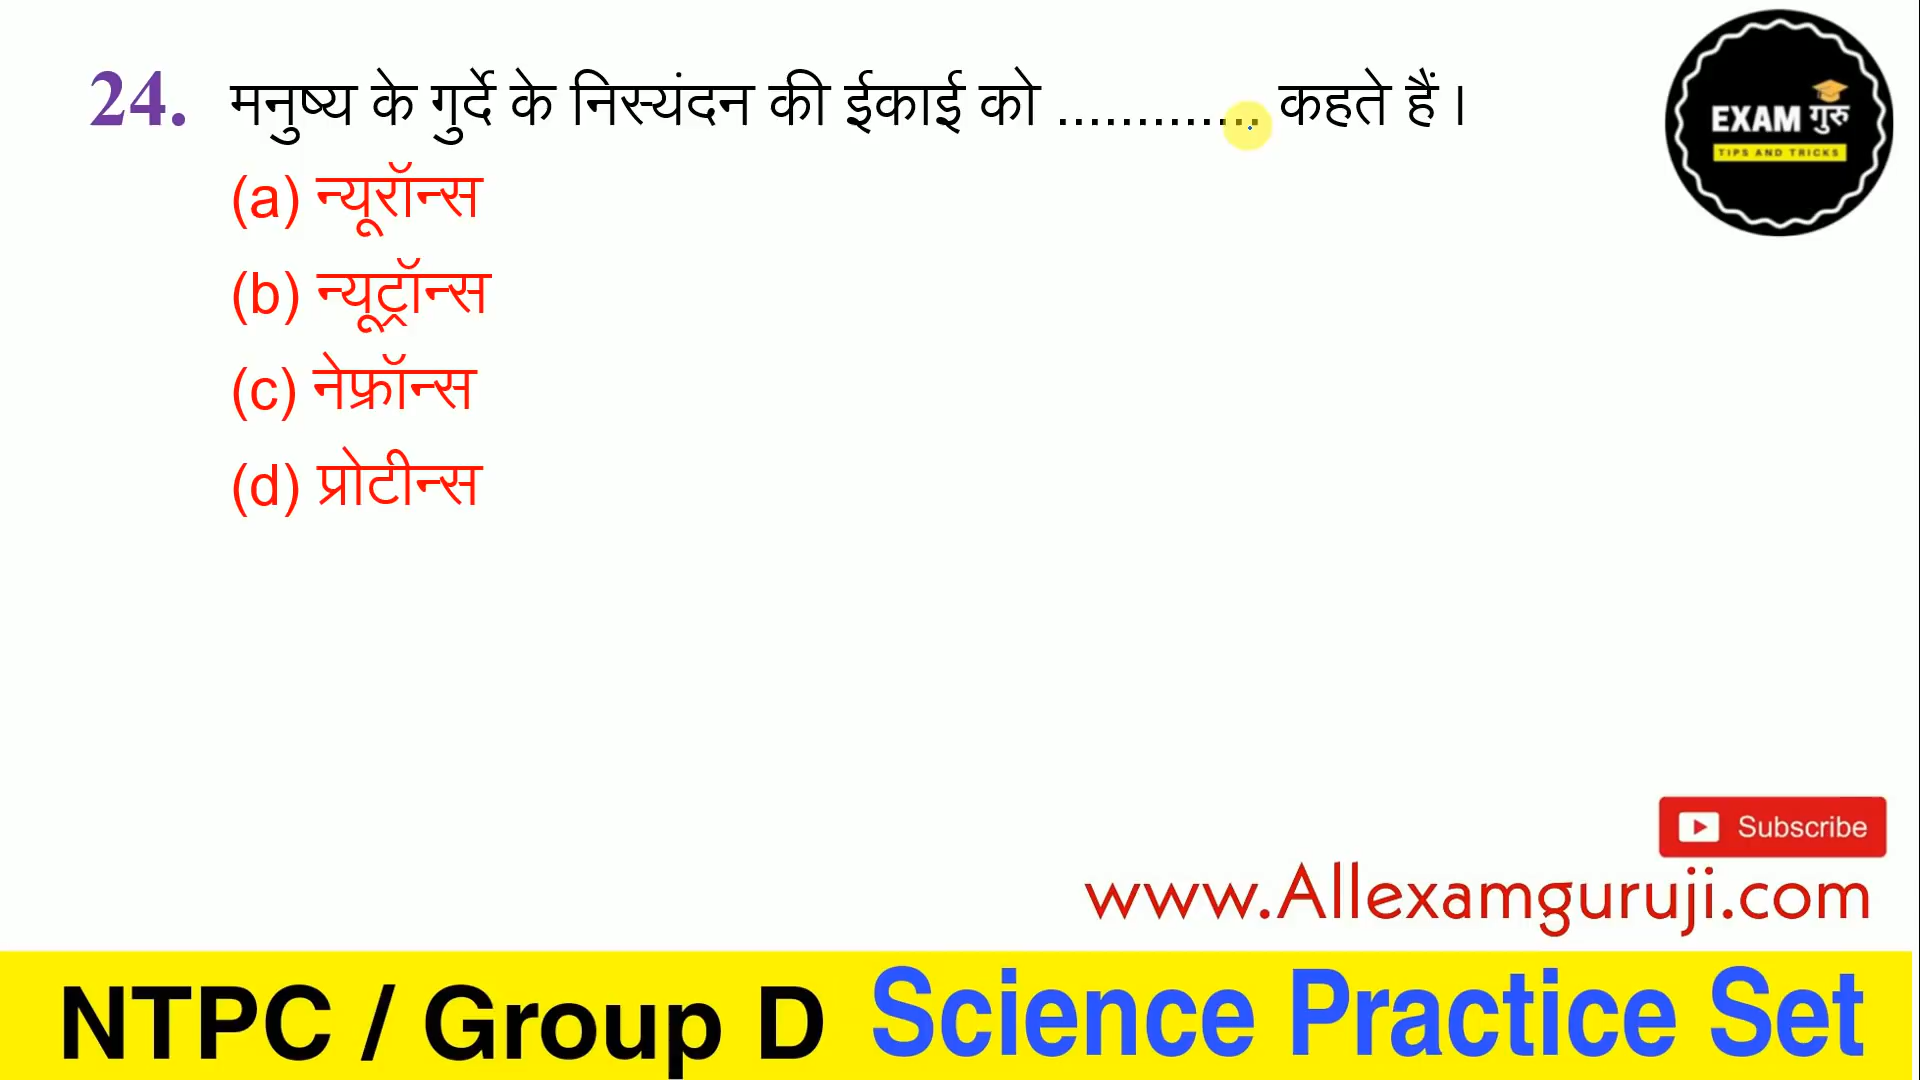 24. मनुष्य के गुर्दे के निस्यंदन की ईकाई को ............. कहते हैं ।
(a) न्यूरॉन्स
(b) न्यूट्रॉन्स
(c) नेफ्रॉन्स
(d) प्रोटीन्स
EXAM गुरु
TIPS AND TRICKS
Subscribe
www.Allexamguruji.com
NTPC / Group D Science Practice Set